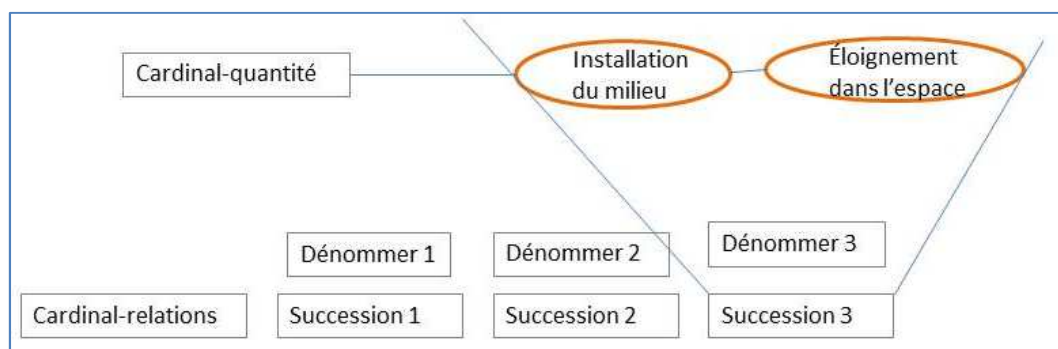 Cardinal-quantité
Installation
du milieu
Éloignement
dans l’espace
Dénommer 1
Dénommer 2
Dénommer 3
Cardinal-relations
Succession 1
Succession 2
Succession 3